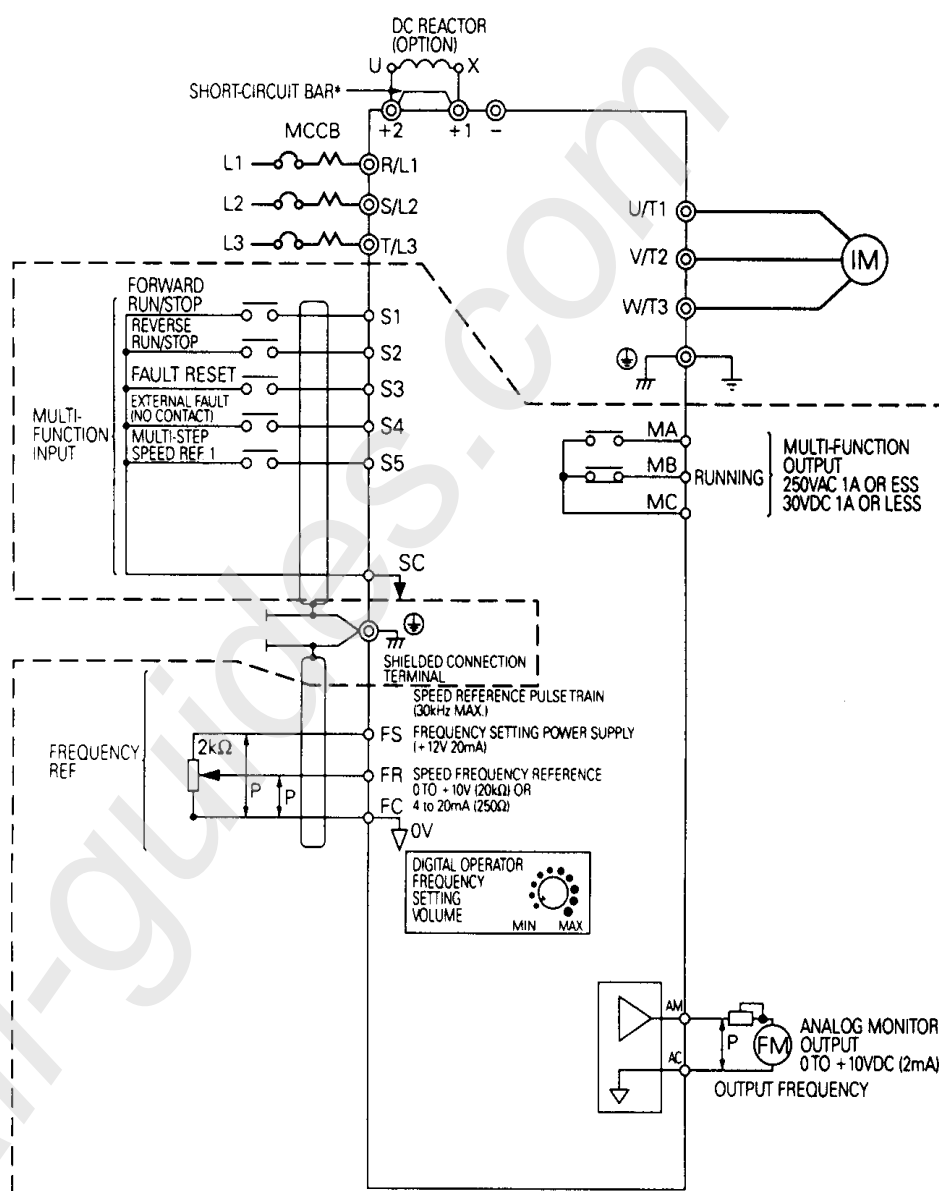 DC REACTOR
(OPTION)
U X
SHORT-CIRCUIT BAR*
+2 +1 -
MCCB
L1 R/L1
L2 S/L2
L3 T/L3
U/T1
V/T2
W/T3
IM
FORWARD
RUN/STOP
S1
REVERSE
RUN/STOP
S2
FAULT RESET
S3
EXTERNAL FAULT
(NO CONTACT)
S4
MULTI-STEP
SPEED REF. 1
S5
MULTI-
FUNCTION
INPUT
SC
MA
MB
MC
RUNNING
MULTI-FUNCTION
OUTPUT
250VAC 1A OR ESS
30VDC 1A OR LESS
SHIELDED CONNECTION
TERMINAL
SPEED REFERENCE PULSE TRAIN
(30kHz MAX.)
FREQUENCY
REF
2kΩ
P P
FS FREQUENCY SETTING POWER SUPPLY
(+12V 20mA)
FR SPEED FREQUENCY REFERENCE
0 TO +10V (20kΩ) OR
4 to 20mA (250Ω)
FC
0V
DIGITAL OPERATOR
FREQUENCY
SETTING
VOLUME
MIN MAX
AM
AC
P
FM
ANALOG MONITOR
OUTPUT
0 TO +10VDC (2mA)
OUTPUT FREQUENCY
-guides.com